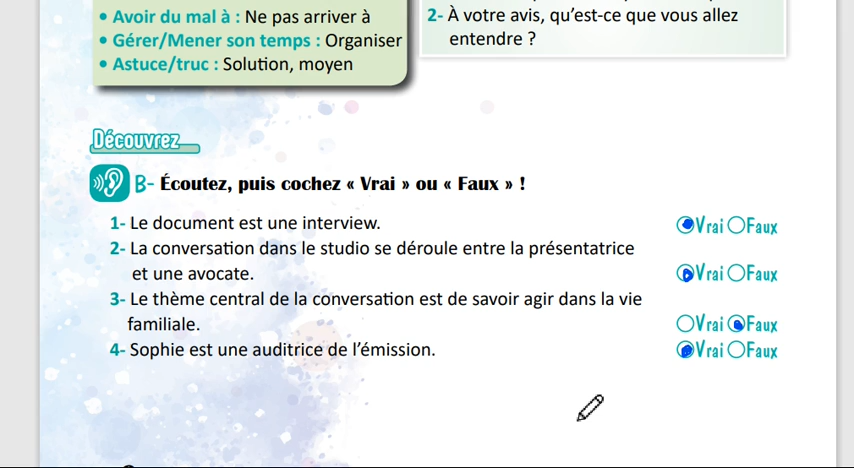 • Avoir du mal à : Ne pas arriver à
• Gérer/Mener son temps : Organiser
• Astuce/truc : Solution, moyen
2- À votre avis, qu'est-ce que vous allez
entendre ?
Découvrez
B- Écoutez, puis cochez « Vrai » ou « Faux » !
1- Le document est une interview.
Vrai Faux
2- La conversation dans le studio se déroule entre la présentatrice
et une avocate.
Vrai Faux
3- Le thème central de la conversation est de savoir agir dans la vie
familiale.
Vrai Faux
4- Sophie est une auditrice de l'émission.
Vrai Faux